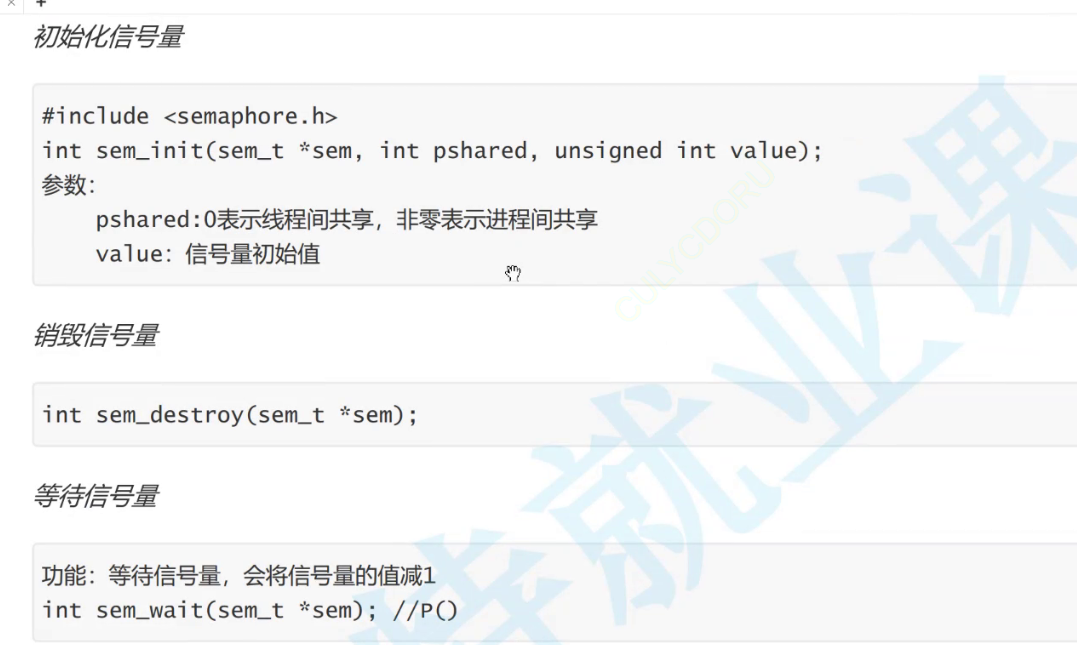 初始化信号量
#include <semaphore.h>
int sem_init(sem_t *sem, int pshared, unsigned int value);
参数:
pshared:0表示线程间共享，非零表示进程间共享
value：信号量初始值
销毁信号量
int sem_destroy(sem_t *sem);
等待信号量
功能：等待信号量，会将信号量的值减1
int sem_wait(sem_t *sem); //P()
特就业课